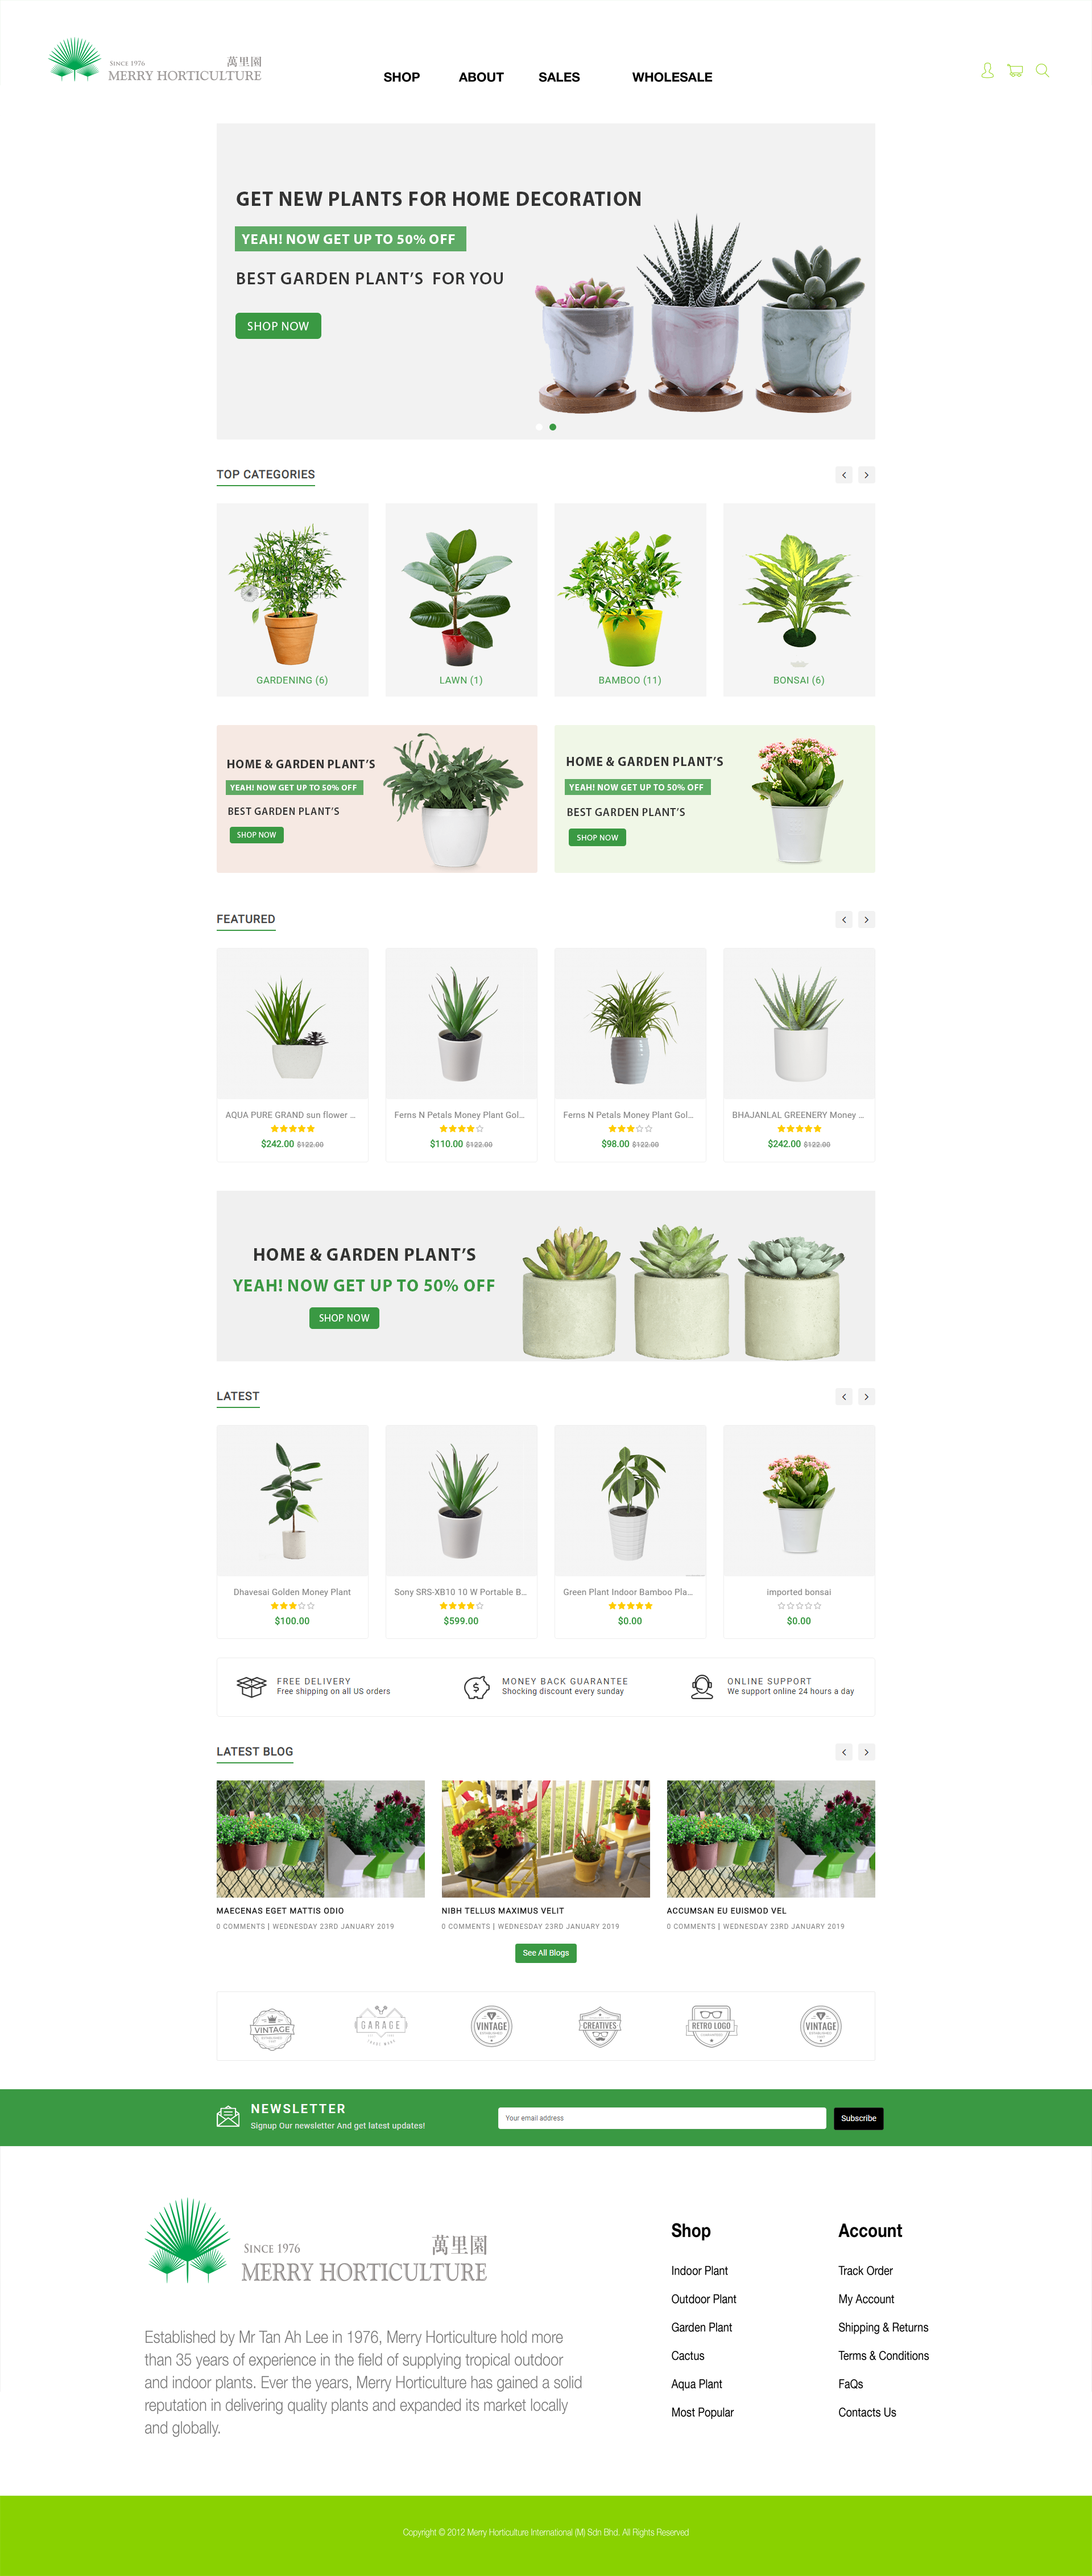 SINCE 1976
萬里園
MERRY HORTICULTURE
SHOP ABOUT SALES WHOLESALE
GET NEW PLANTS FOR HOME DECORATION
YEAH! NOW GET UP TO 50% OFF
BEST GARDEN PLANT'S FOR YOU
SHOP NOW
TOP CATEGORIES
GARDENING (6)
LAWN (1)
BAMBOO (11)
BONSAI (6)
HOME & GARDEN PLANT'S
YEAH! NOW GET UP TO 50% OFF
BEST GARDEN PLANT'S
SHOP NOW
HOME & GARDEN PLANT'S
YEAH! NOW GET UP TO 50% OFF
BEST GARDEN PLANT'S
SHOP NOW
FEATURED
AQUA PURE GRAND sun flower ...
$242.00 $122.00
Ferns N Petals Money Plant Gol...
$110.00 $122.00
Ferns N Petals Money Plant Gol...
$98.00 $122.00
BHAJANLAL GREENERY Money ...
$242.00 $122.00
HOME & GARDEN PLANT'S
YEAH! NOW GET UP TO 50% OFF
SHOP NOW
LATEST
Dhavesai Golden Money Plant
$100.00
Sony SRS-XB10 10 W Portable B...
$599.00
Green Plant Indoor Bamboo Pla...
$0.00
imported bonsai
$0.00
FREE DELIVERY
Free shipping on all US orders
MONEY BACK GUARANTEE
Shocking discount every sunday
ONLINE SUPPORT
We support online 24 hours a day
LATEST BLOG
MAECENAS EGET MATTIS ODIO
0 COMMENTS | WEDNESDAY 23RD JANUARY 2019
NIBH TELLUS MAXIMUS VELIT
0 COMMENTS | WEDNESDAY 23RD JANUARY 2019
ACCUMSAN EU EUISMOD VEL
0 COMMENTS | WEDNESDAY 23RD JANUARY 2019
See All Blogs
VINTAGE
GARAGE
VINTAGE
CREATIVES
RETRO LOGO
VINTAGE
NEWSLETTER
Signup Our newsletter And get latest updates!
Your email address
Subscribe
SINCE 1976
萬里園
MERRY HORTICULTURE
Established by Mr Tan Ah Lee in 1976, Merry Horticulture hold more
than 35 years of experience in the field of supplying tropical outdoor
and indoor plants. Ever the years, Merry Horticulture has gained a solid
reputation in delivering quality plants and expanded its market locally
and globally.
Shop
Indoor Plant
Outdoor Plant
Garden Plant
Cactus
Aqua Plant
Most Popular
Account
Track Order
My Account
Shipping & Returns
Terms & Conditions
FaQs
Contacts Us
Copyright © 2012 Merry Horticulture International (M) Sdn Bhd. All Rights Reserved